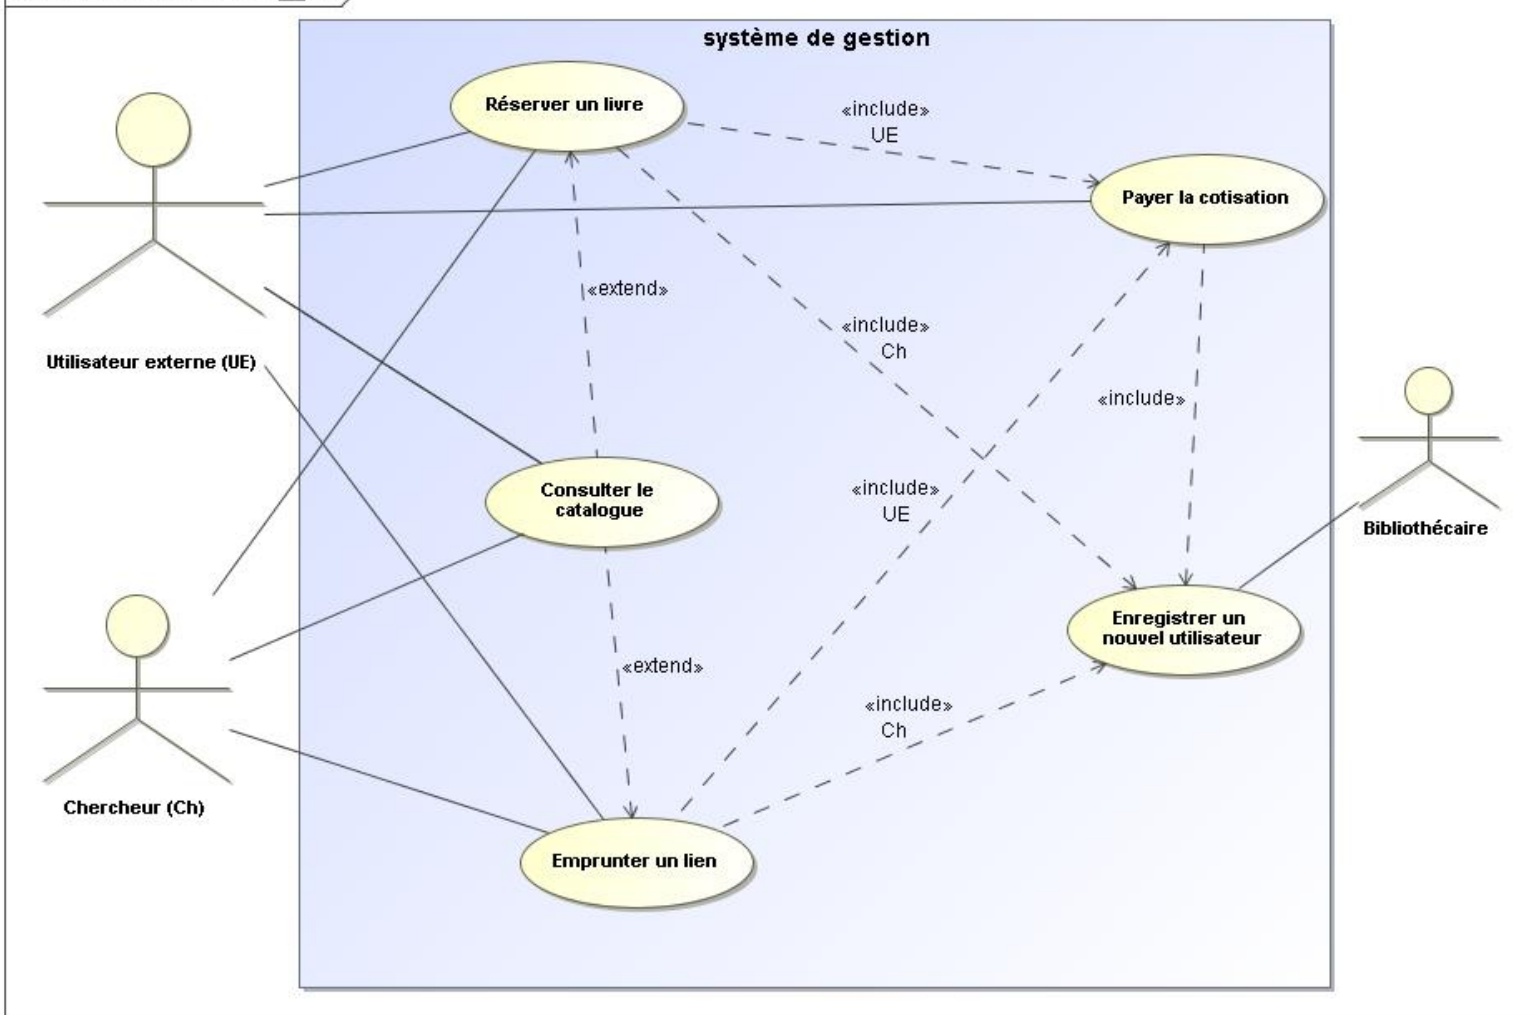 système de gestion
Réserver un livre
«include»
UE
Payer la cotisation
«extend»
«include»
Ch
Utilisateur externe (UE)
«include»
Consulter le
catalogue
«include»
UE
Bibliothécaire
Enregistrer un
nouvel utilisateur
«extend»
«include»
Ch
Chercheur (Ch)
Emprunter un lien